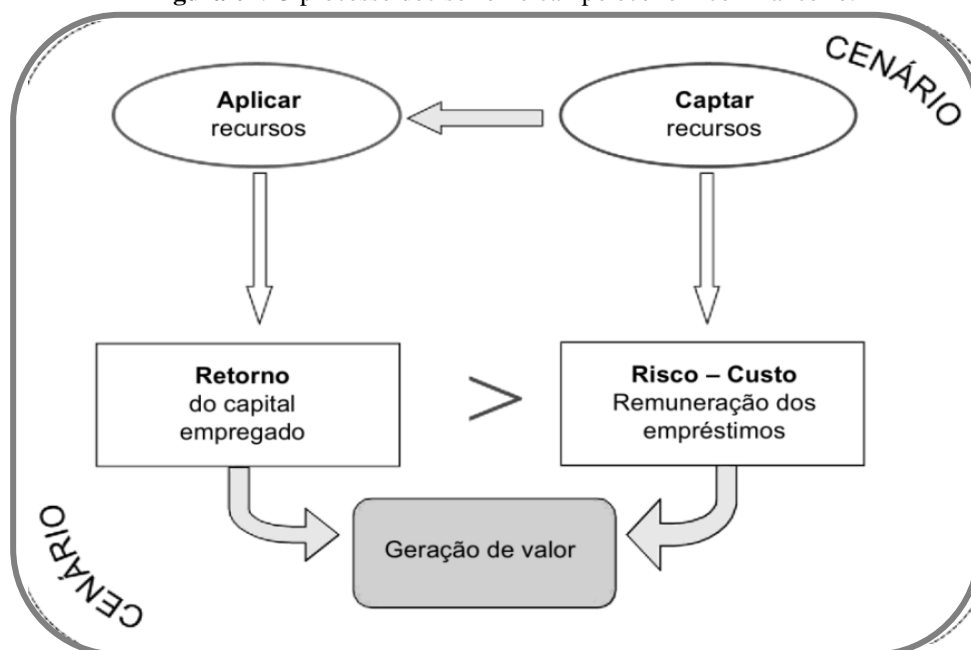 CENÁRIO
Aplicar
recursos
Captar
recursos
Retorno
do capital
empregado
>
Risco – Custo
Remuneração dos
empréstimos
Geração de valor
CENÁRIO